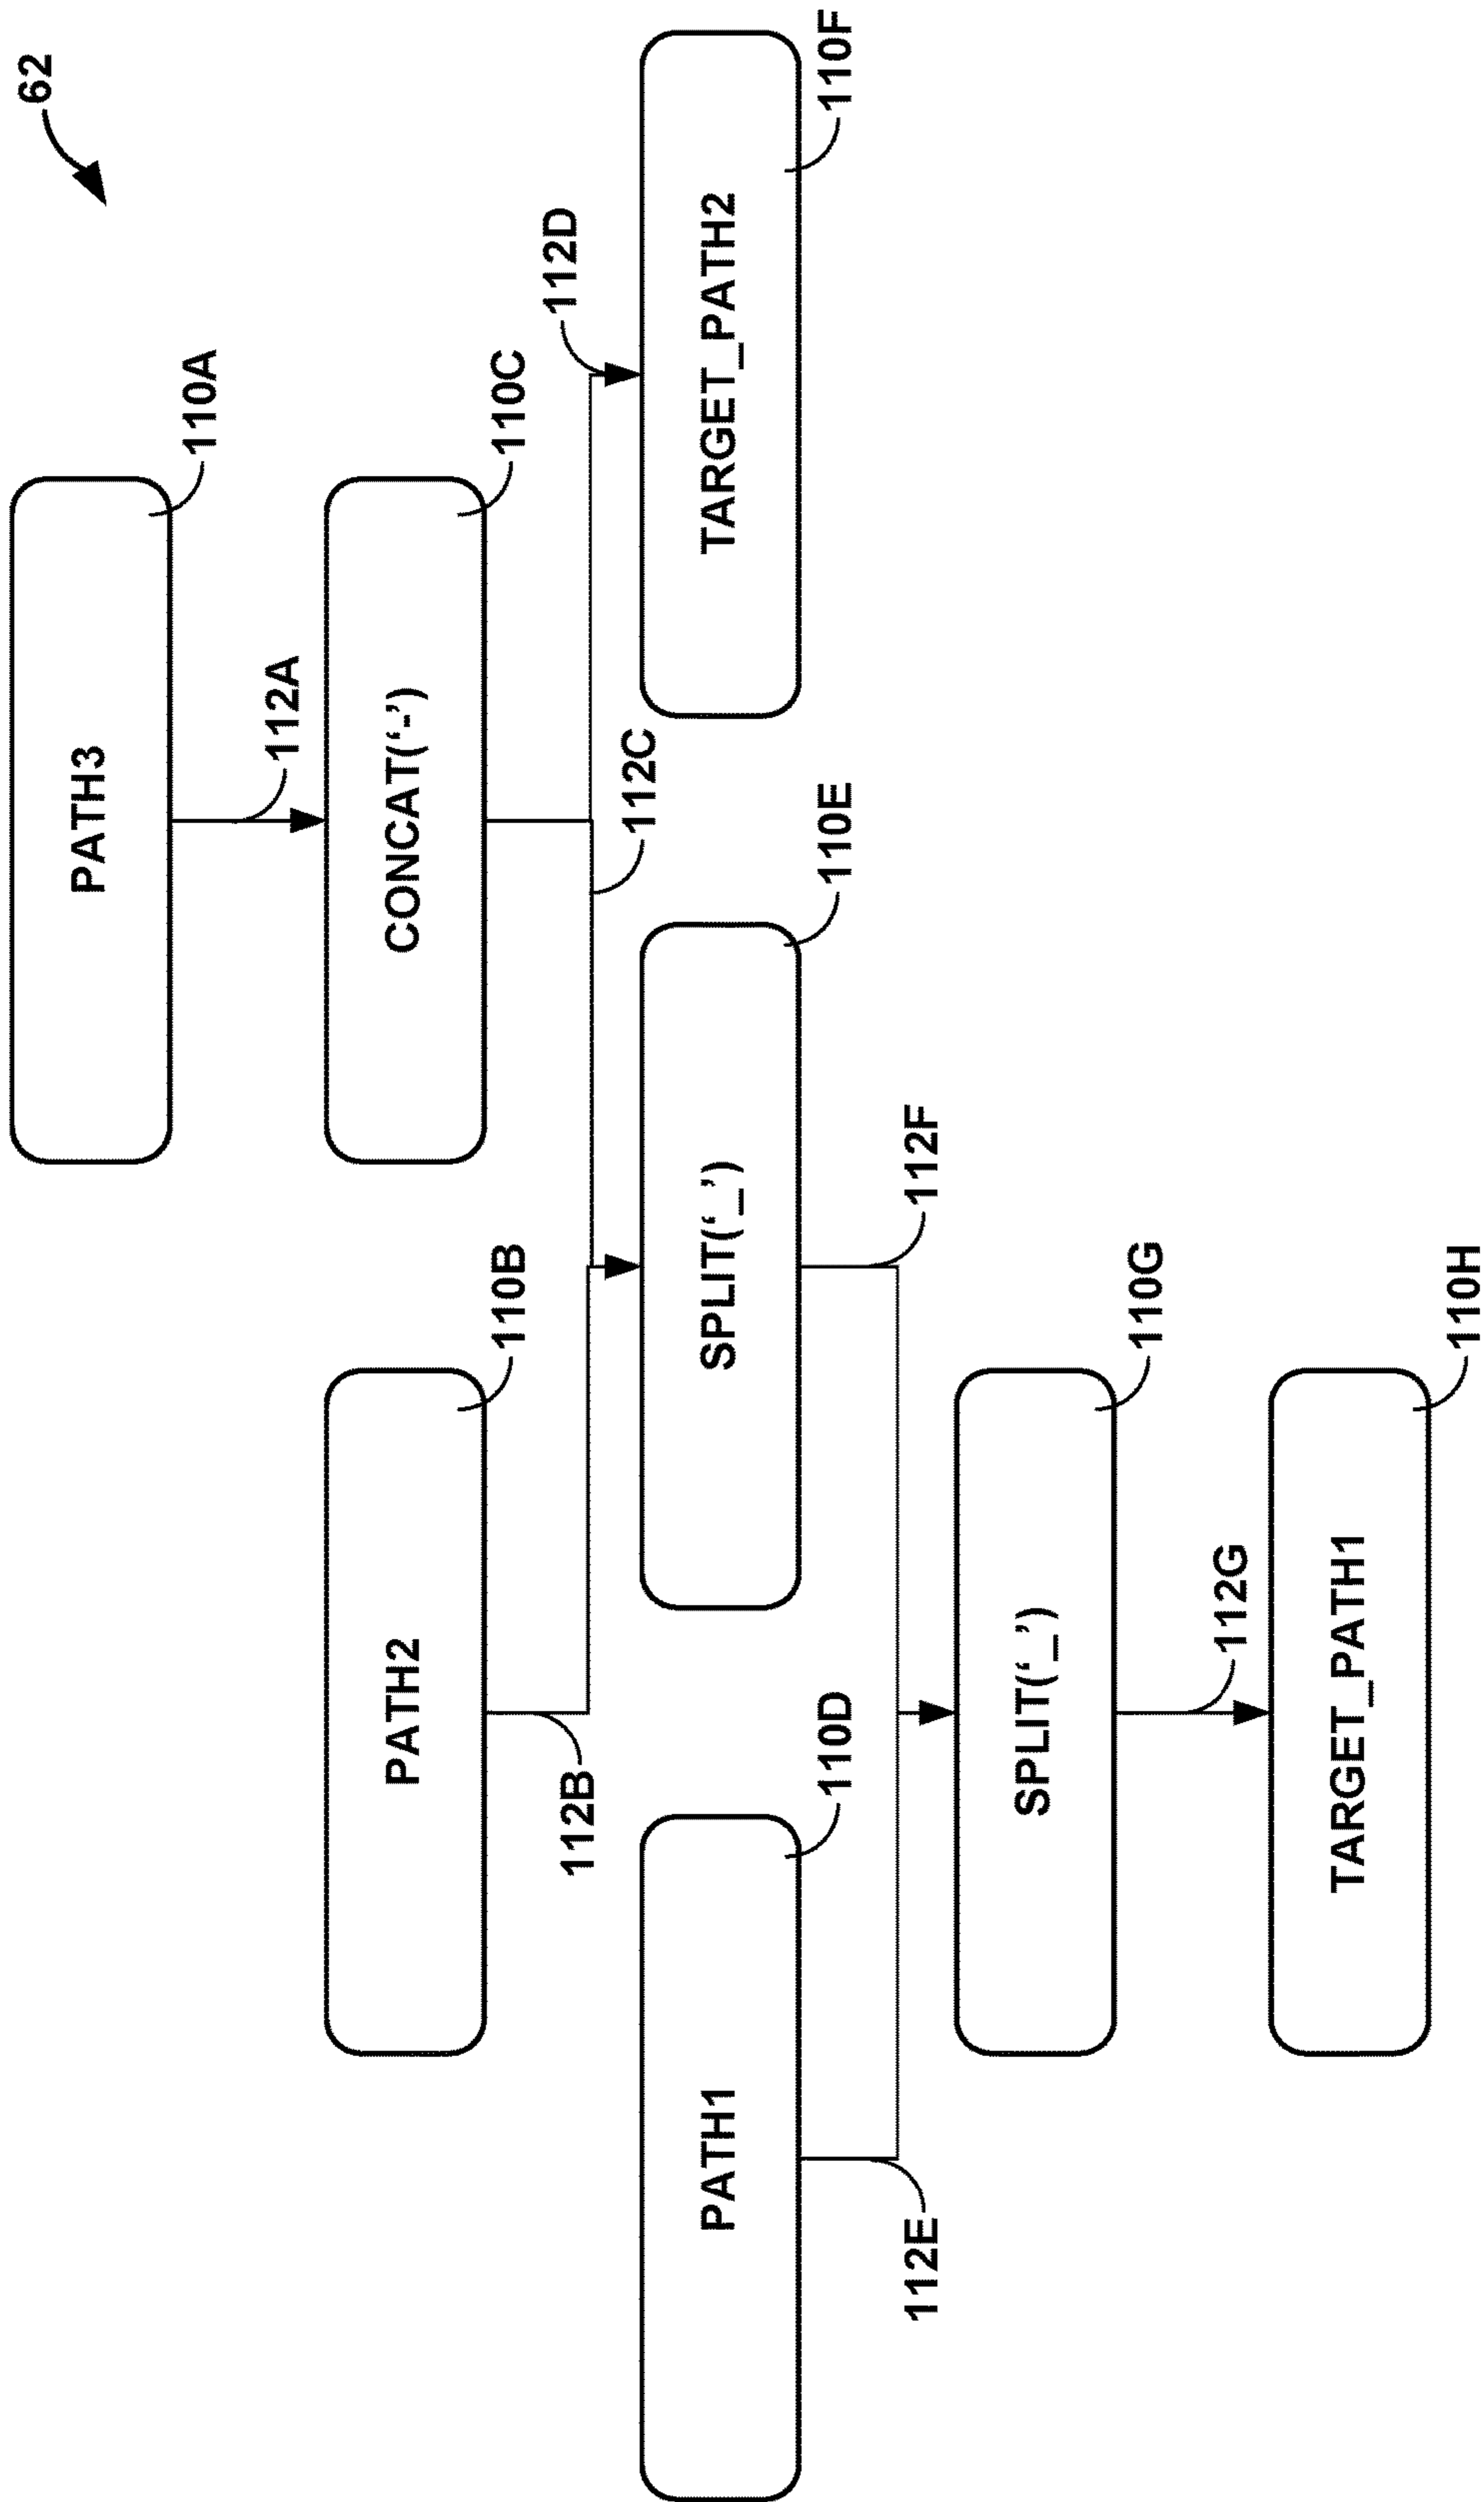 62
PATH3
110A
112A
PATH2
110B
CONCAT(‘-’)
110C
112B
112C
112D
PATH1
110D
SPLIT(‘_’)
110E
TARGET_PATH2
110F
112E
112F
SPLIT(‘_’)
110G
112G
TARGET_PATH1
110H